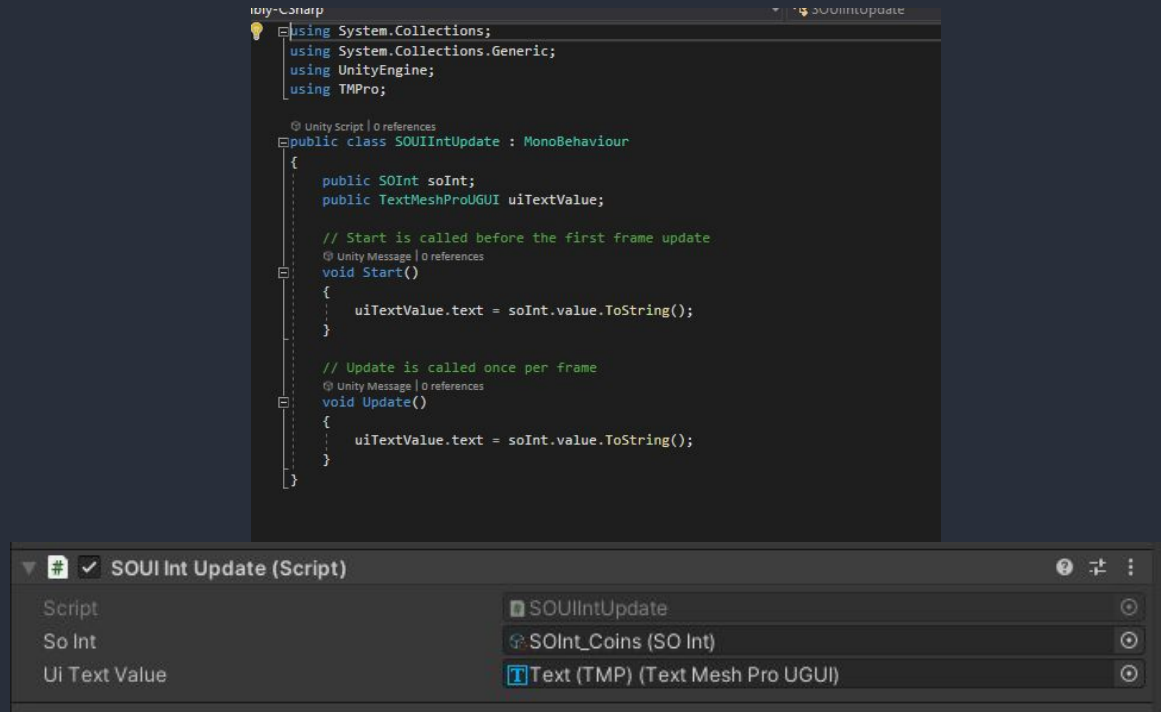 bly-CSharp SOUIIntUpdate
using System.Collections;
using System.Collections.Generic;
using UnityEngine;
using TMPro;
Unity Script | 0 references
public class SOUIIntUpdate : MonoBehaviour
{
public SOInt soInt;
public TextMeshProUGUI uiTextValue;
// Start is called before the first frame update
Unity Message | 0 references
void Start()
{
uiTextValue.text = soInt.value.ToString();
}
// Update is called once per frame
Unity Message | 0 references
void Update()
{
uiTextValue.text = soInt.value.ToString();
}
}
# SOUI Int Update (Script)
Script SOUIIntUpdate
So Int SOInt_Coins (SO Int)
Ui Text Value Text (TMP) (Text Mesh Pro UGUI)